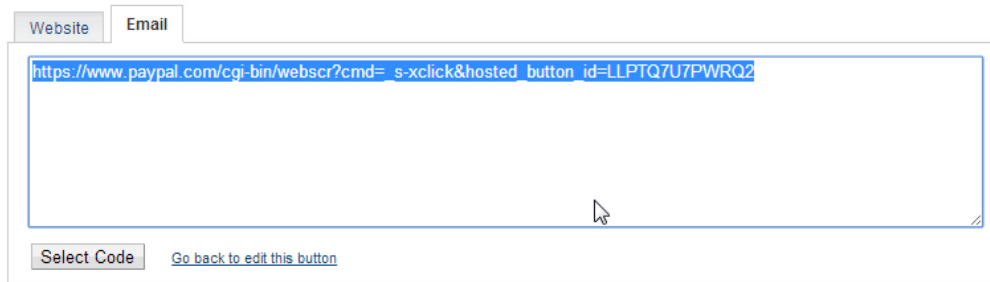 Website Email
https://www.paypal.com/cgi-bin/webscr?cmd=_s-xclick&hosted_button_id=LLPTQ7U7PWRQ2
Select Code Go back to edit this button